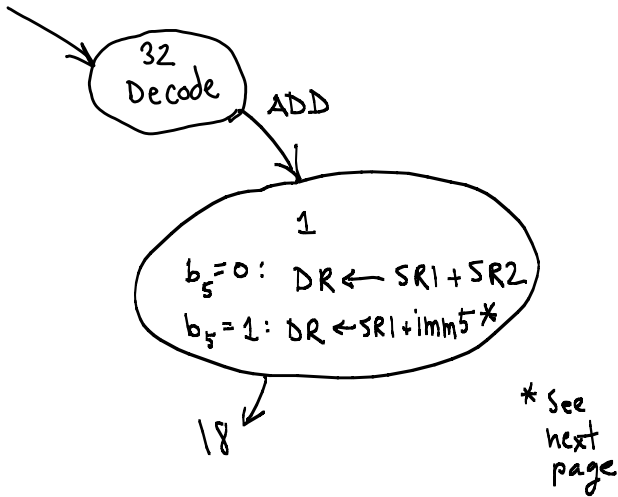 32
Decode
ADD
1
b₅=0: DR ← SR1 + SR2
b₅=1: DR ← SR1 + imm5*
18
* See
next
page